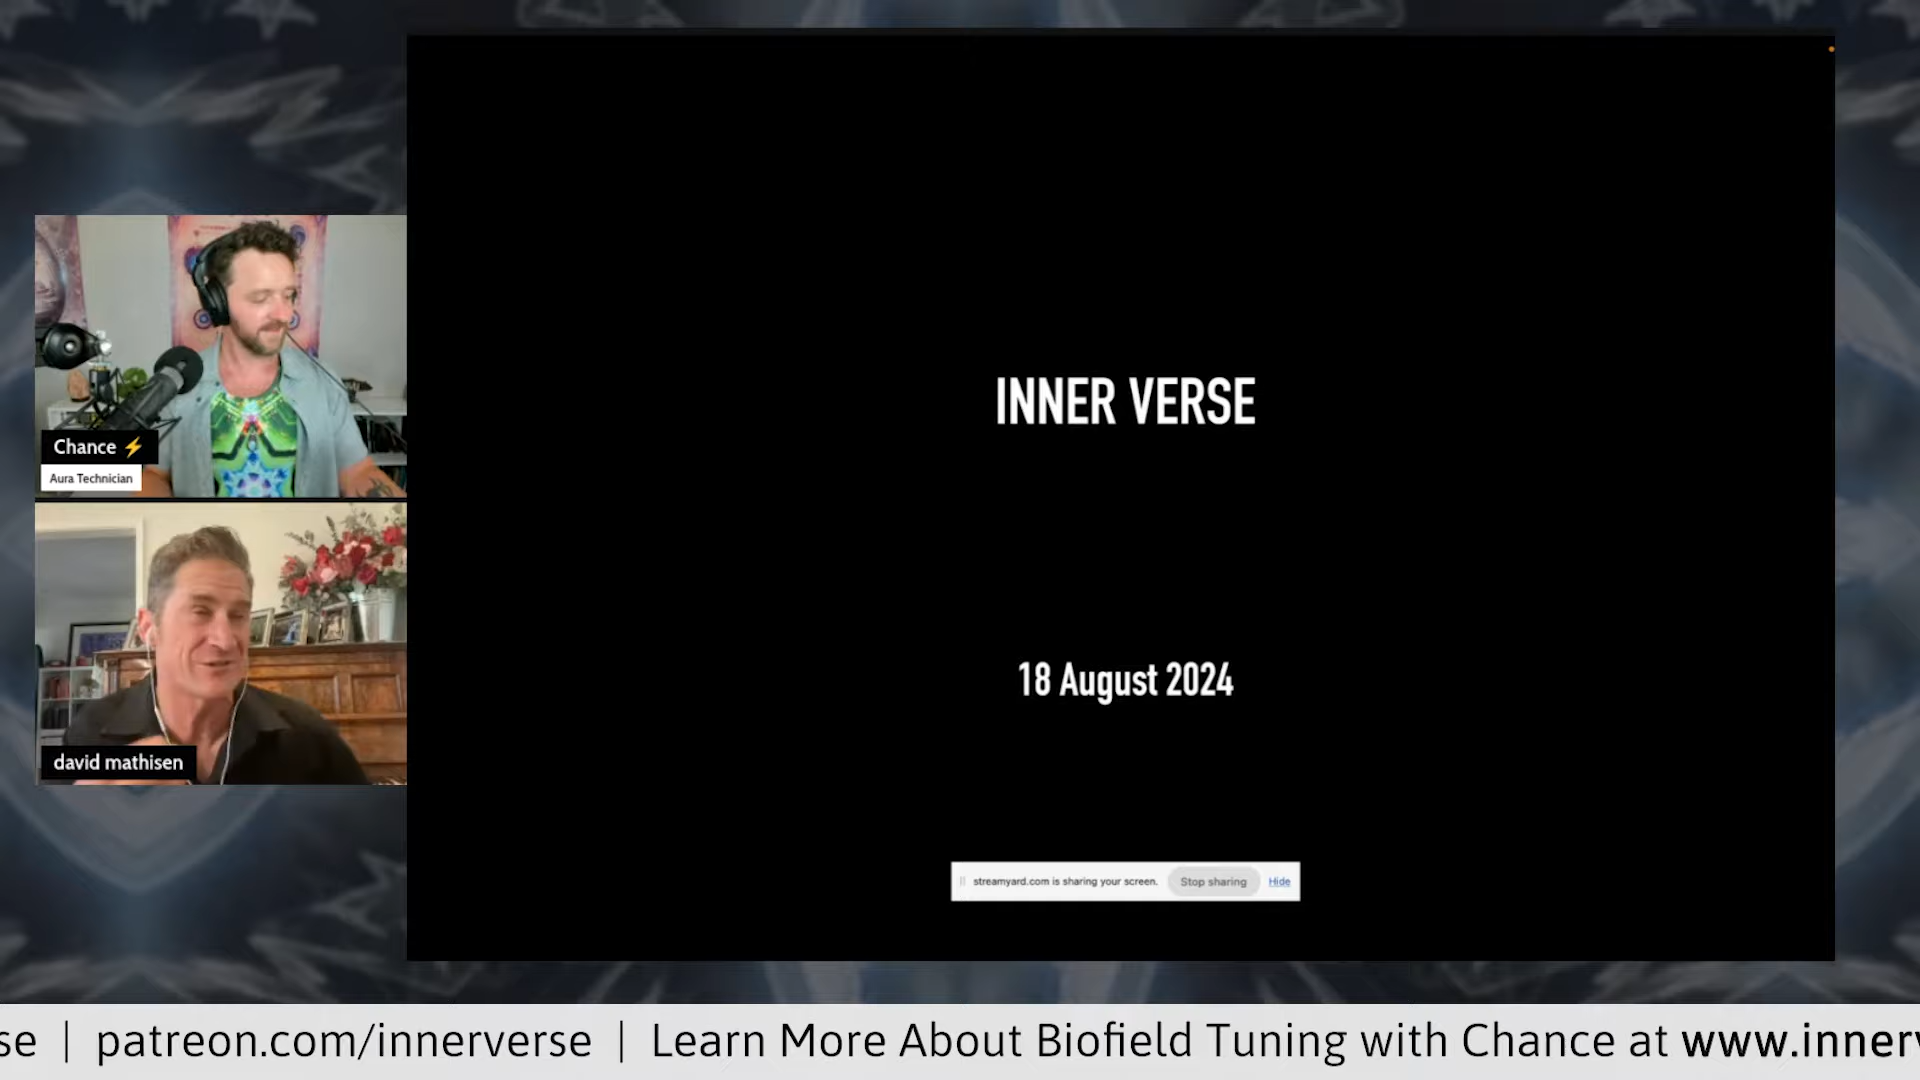 INNER VERSE
Chance ⚡
Aura Technician
18 August 2024
david mathisen
streamyard.com is sharing your screen. Stop sharing Hide
se | patreon.com/innerverse | Learn More About Biofield Tuning with Chance at www.innerv